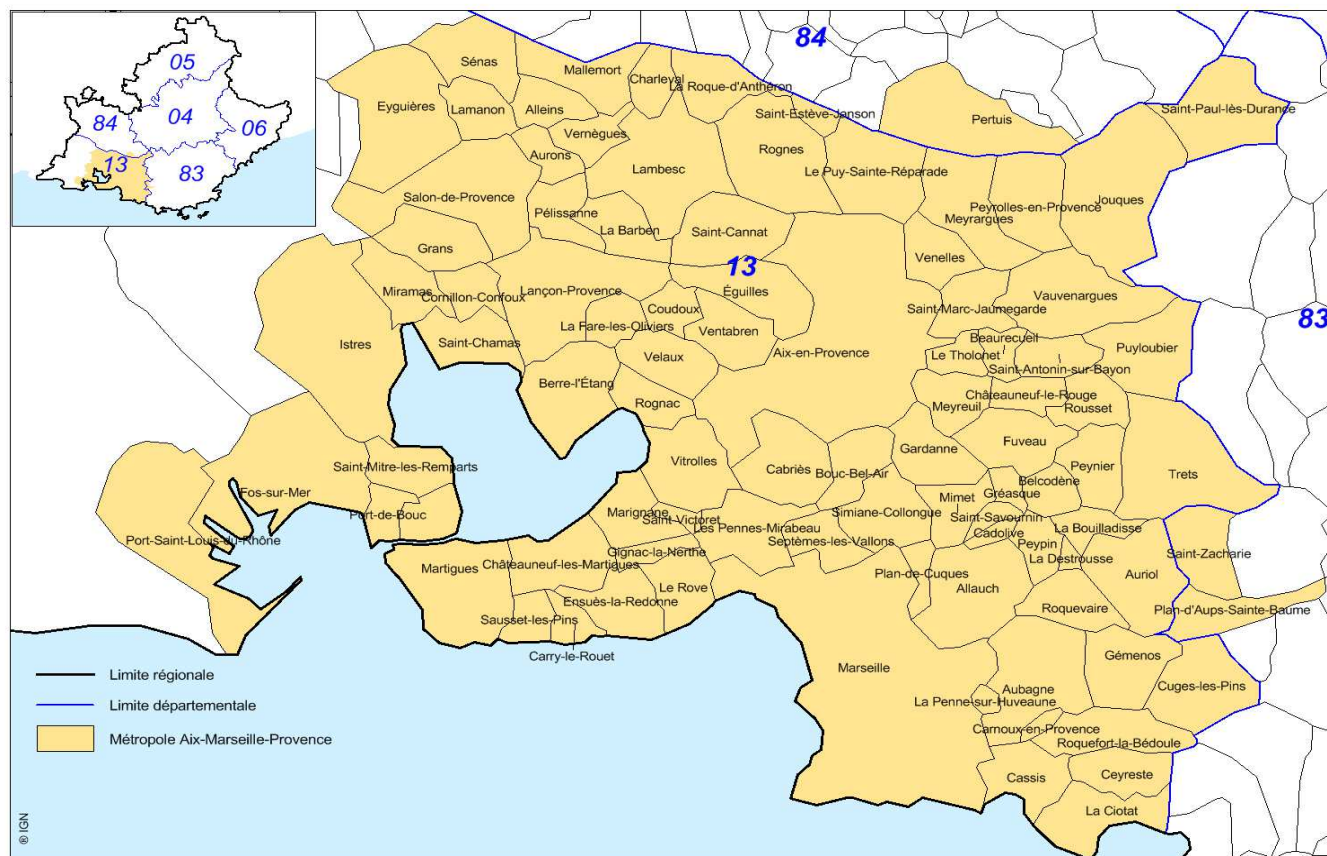 05
04
84
06
13
83
84
83
13
Sénas
Mallemort
Charleval
La Roque-d'Anthéron
Eyguières
Lamanon
Alleins
Saint-Estève-Janson
Pertuis
Saint-Paul-lès-Durance
Vernègues
Aurons
Lambesc
Rognes
Le Puy-Sainte-Réparade
Salon-de-Provence
Pélissanne
La Barben
Saint-Cannat
Meyrargues
Peyrolles-en-Provence
Jouques
Grans
Venelles
Miramas
Cornillon-Confoux
Lançon-Provence
Éguilles
Vauvenargues
Saint-Marc-Jaumegarde
Coudoux
La Fare-les-Oliviers
Ventabren
Istres
Saint-Chamas
Velaux
Aix-en-Provence
Beaurecueil
Le Tholonet
Puyloubier
Saint-Antonin-sur-Bayon
Berre-l'Étang
Rognac
Châteauneuf-le-Rouge
Meyreuil
Rousset
Gardanne
Fuveau
Vitrolles
Cabriès
Bouc-Bel-Air
Peynier
Trets
Saint-Mitre-les-Remparts
Belcodène
Fos-sur-Mer
Gréasque
Mimet
Port-de-Bouc
Marignane
Saint-Victoret
Les Pennes-Mirabeau
Simiane-Collongue
Saint-Savournin
La Bouilladisse
Cadolive
Port-Saint-Louis-du-Rhône
Septèmes-les-Vallons
Peypin
La Destrousse
Saint-Zacharie
Martigues
Châteauneuf-les-Martigues
Gignac-la-Nerthe
Plan-de-Cuques
Allauch
Auriol
Le Rove
Ensuès-la-Redonne
Roquevaire
Plan-d'Aups-Sainte-Baume
Sausset-les-Pins
Carry-le-Rouet
Marseille
Gémenos
Cuges-les-Pins
Aubagne
La Penne-sur-Huveaune
Carnoux-en-Provence
Roquefort-la-Bédoule
Cassis
Ceyreste
La Ciotat
Limite régionale
Limite départementale
Métropole Aix-Marseille-Provence
® IGN